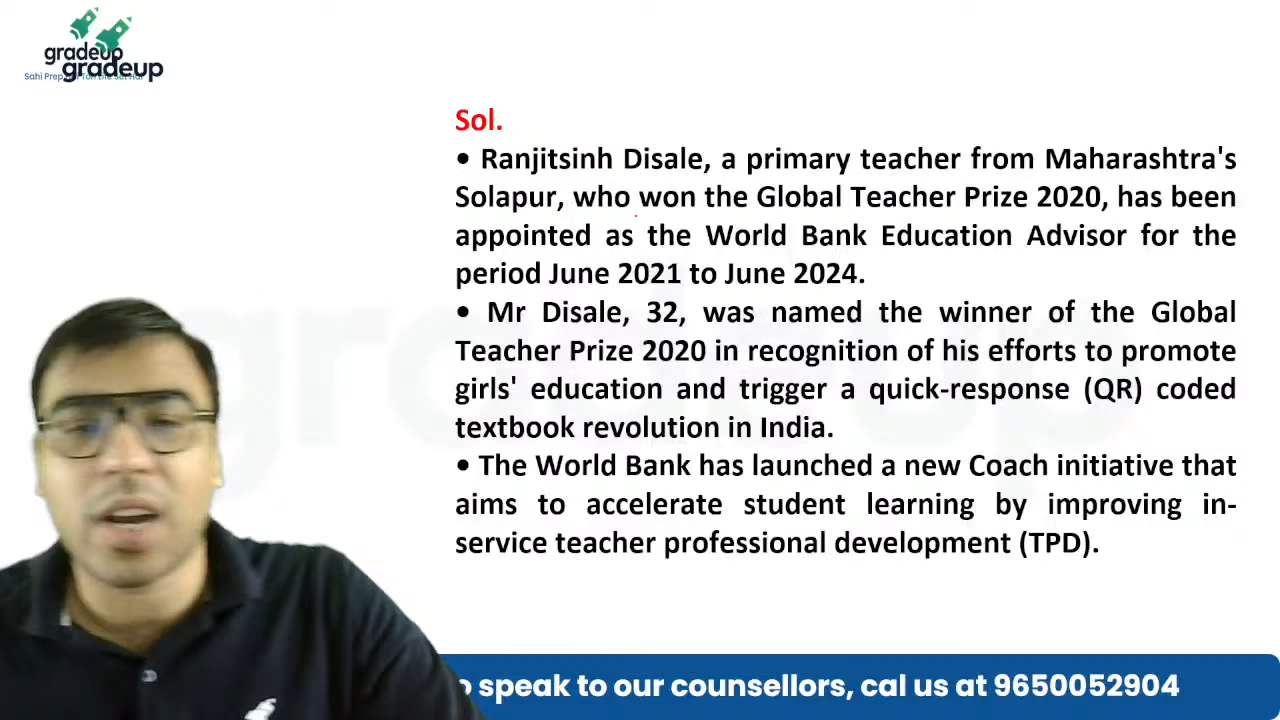 gradeup
gradeup
Sahi Prep
Sol.
• Ranjitsinh Disale, a primary teacher from Maharashtra's
Solapur, who won the Global Teacher Prize 2020, has been
appointed as the World Bank Education Advisor for the
period June 2021 to June 2024.
• Mr Disale, 32, was named the winner of the Global
Teacher Prize 2020 in recognition of his efforts to promote
girls' education and trigger a quick-response (QR) coded
textbook revolution in India.
• The World Bank has launched a new Coach initiative that
aims to accelerate student learning by improving in-
service teacher professional development (TPD).
speak to our counsellors, cal us at 9650052904